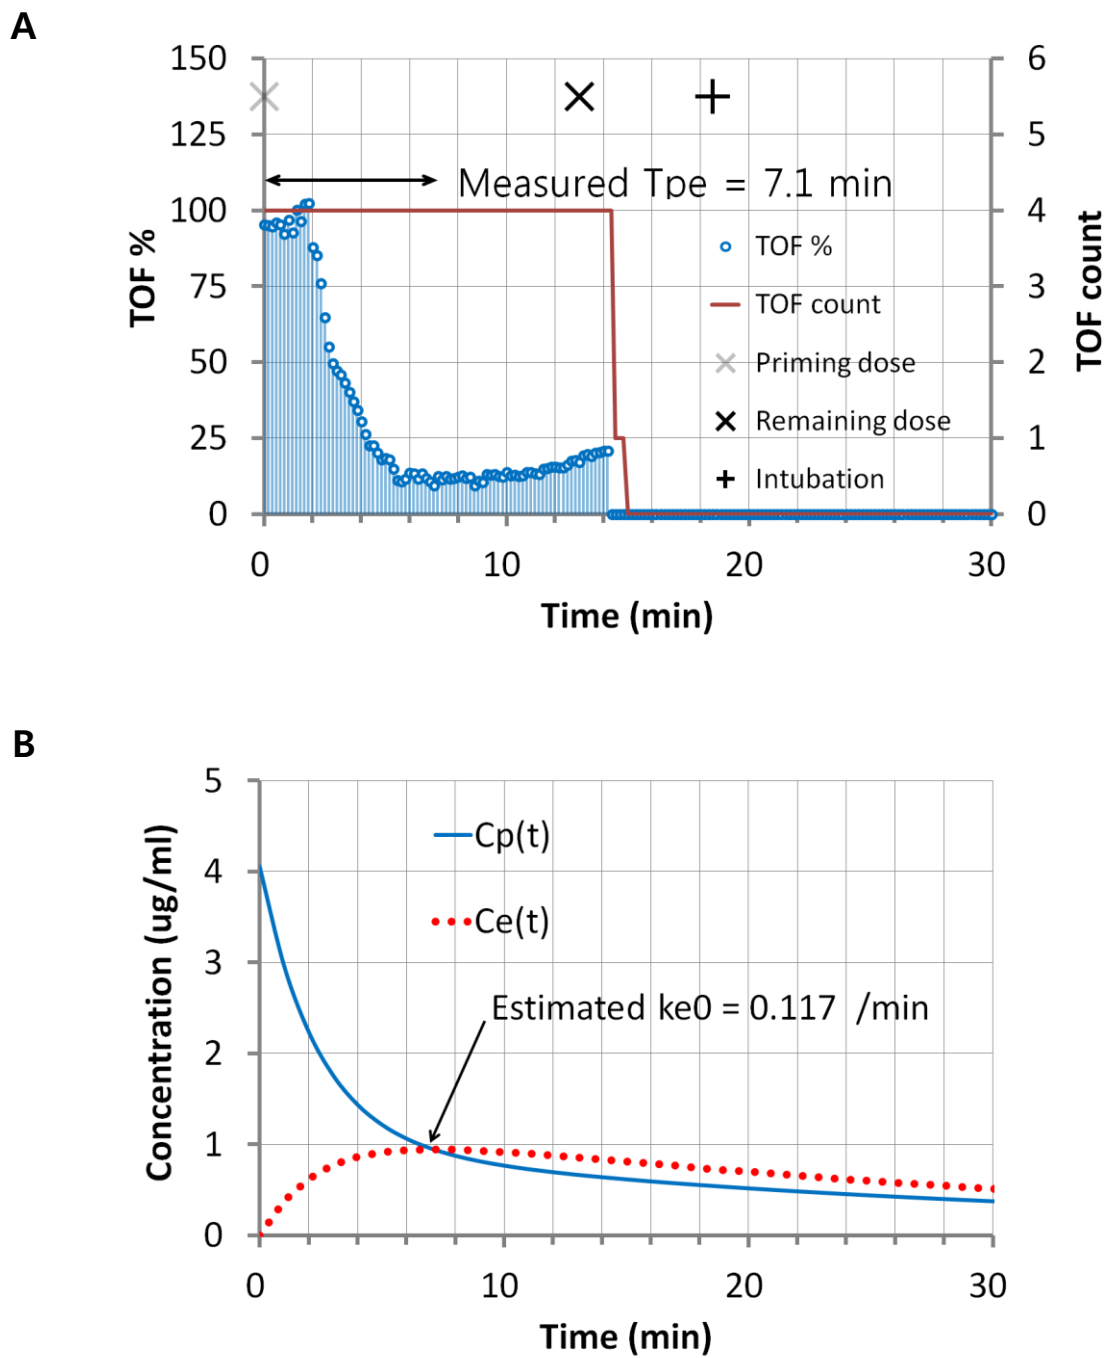 A
150
125
100
75
50
25
0
TOF %
6
5
4
3
2
1
0
TOF count
Measured Tpe = 7.1 min
TOF %
TOF count
Priming dose
Remaining dose
Intubation
0 10 20 30
Time (min)
B
5
4
3
2
1
0
Concentration (ug/ml)
Cp(t)
Ce(t)
Estimated ke0 = 0.117 /min
0 10 20 30
Time (min)